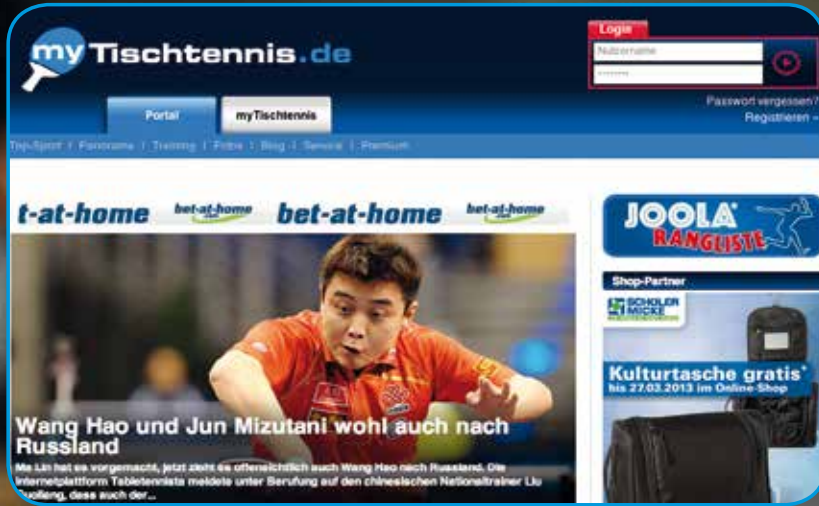 Login
myTischtennis.de
Nutzername
Passwort vergessen?
Registrieren
Portal
myTischtennis
Top-Sport | Panorama | Training | Fotos | Blog | Service | Premium
t-at-home bet-at-home bet-at-home bet-at-home
JOOLA
RANGLISTE
Shop-Partner
SCHÖLER
MICKE
Kulturtasche gratis*
bis 27.03.2013 im Online-Shop
Wang Hao und Jun Mizutani wohl auch nach
Russland
Ma Lin hat es vorgemacht, jetzt zieht es offensichtlich auch Wang Hao nach Russland. Die
Internetplattform Tabletennista meldete unter Berufung auf den chinesischen Nationaltrainer Liu
Guoliang, dass auch der...